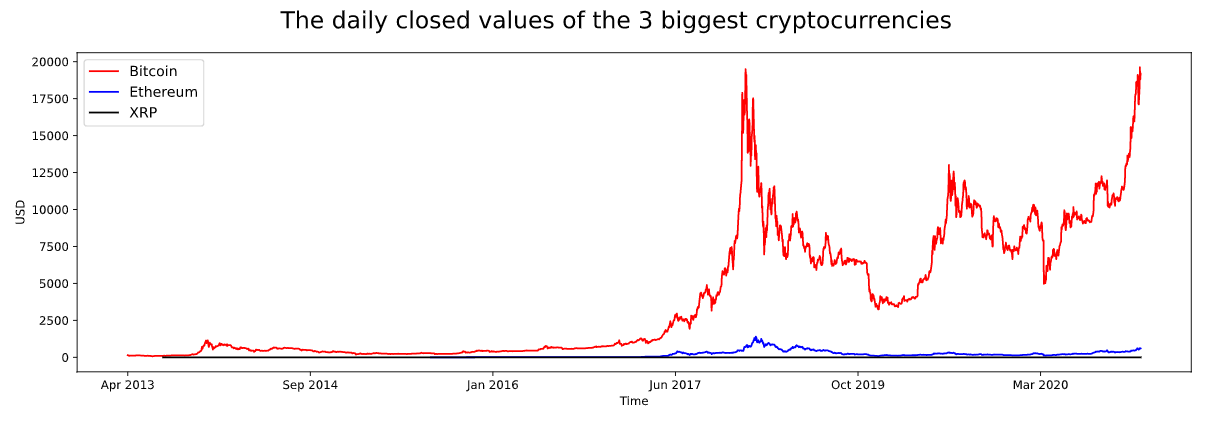 The daily closed values of the 3 biggest cryptocurrencies
20000
17500
15000
12500
10000
7500
5000
2500
0
USD
Bitcoin
Ethereum
XRP
Apr 2013 Sep 2014 Jan 2016 Jun 2017 Oct 2019 Mar 2020
Time